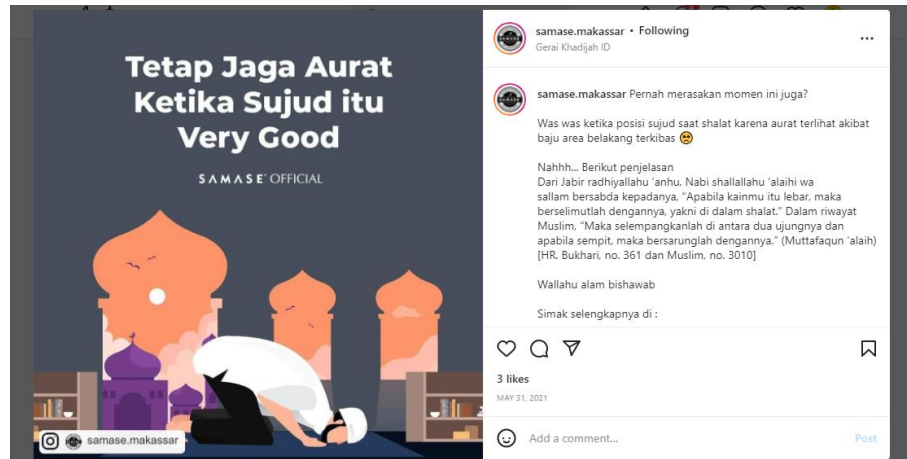 Tetap Jaga Aurat
Ketika Sujud itu
Very Good
SAMASE OFFICIAL
samase.makassar
samase.makassar • Following
Gerai Khadijah ID
samase.makassar Pernah merasakan momen ini juga?
Was was ketika posisi sujud saat shalat karena aurat terlihat akibat
baju area belakang terkibas 😢
Nahhh... Berikut penjelasan
Dari Jabir radhiyallahu ‘anhu, Nabi shallallahu ‘alaihi wa
sallam bersabda kepadanya, “Apabila kainmu itu lebar, maka
berselimutlah dengannya, yakni di dalam shalat.” Dalam riwayat
Muslim, “Maka selempangkanlah di antara dua ujungnya dan
apabila sempit, maka bersarunglah dengannya.” (Muttafaqun ‘alaih)
[HR. Bukhari, no. 361 dan Muslim, no. 3010]
Wallahu alam bishawab
Simak selengkapnya di :
3 likes
MAY 31, 2021
Add a comment...
Post